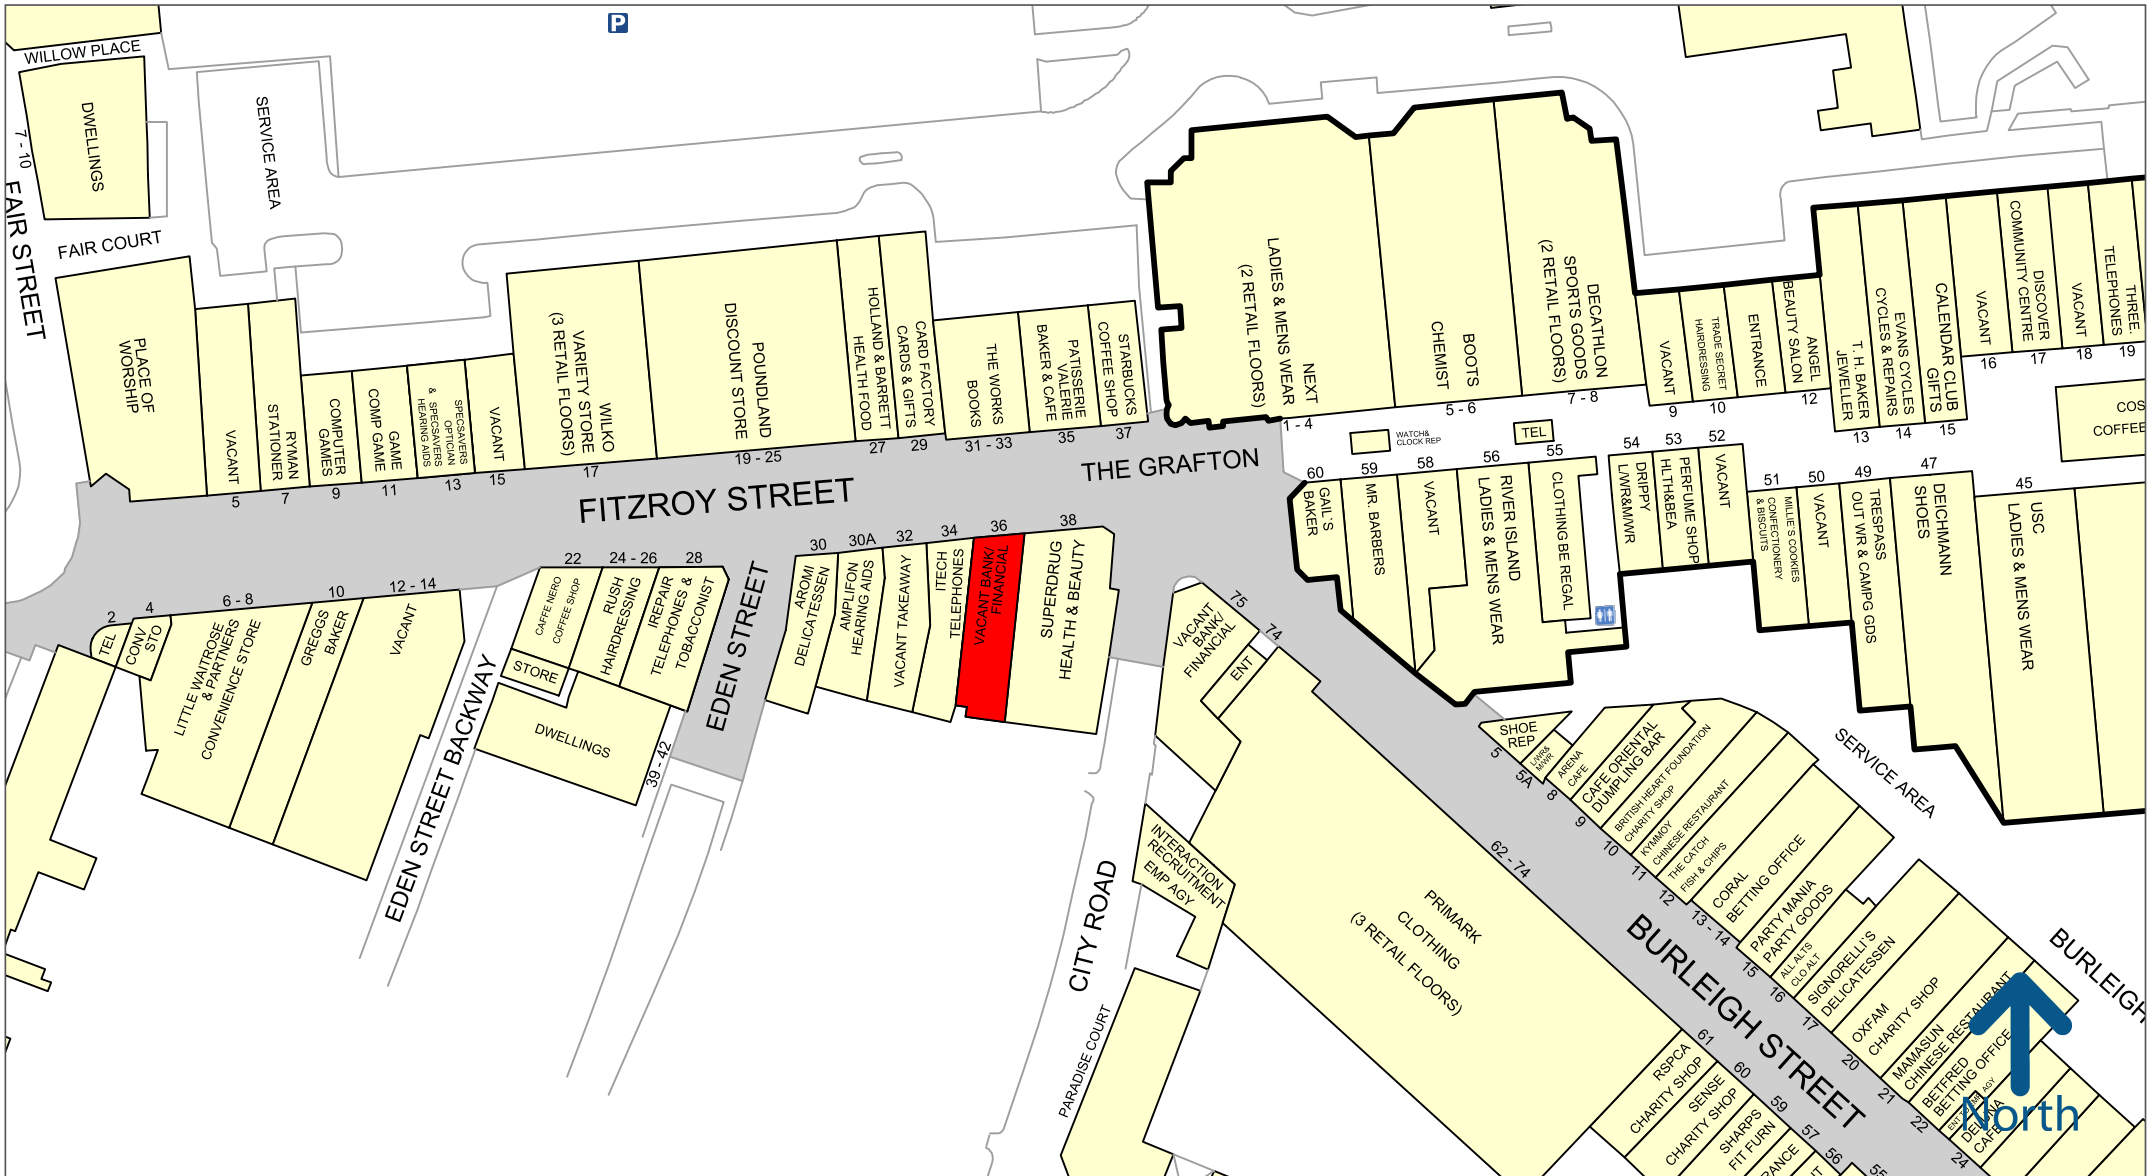 P
WILLOW PLACE
DWELLINGS
7 - 10
SERVICE AREA
FAIR STREET
FAIR COURT
PLACE OF
WORSHIP
VACANT
5
RYMAN
STATIONER
7
COMPUTER
GAMES
9
GAME
COMP GAME
11
SPECSAVERS
OPTICIAN
& SPECSAVERS
HEARING AIDS
13
VACANT
15
WILKO
VARIETY STORE
(3 RETAIL FLOORS)
17
POUNDLAND
DISCOUNT STORE
19 - 25
HOLLAND & BARRETT
HEALTH FOOD
27
CARD FACTORY
CARDS & GIFTS
29
THE WORKS
BOOKS
31 - 33
PATISSERIE
VALERIE
BAKER & CAFE
35
STARBUCKS
COFFEE SHOP
37
NEXT
LADIES & MENS WEAR
(2 RETAIL FLOORS)
1 - 4
BOOTS
CHEMIST
5 - 6
DECATHLON
SPORTS GOODS
(2 RETAIL FLOORS)
7 - 8
VACANT
9
TRADE SECRET
HAIRDRESSING
10
ENTRANCE
ANGEL
BEAUTY SALON
12
T. H. BAKER
JEWELLER
13
EVANS CYCLES
CYCLES & REPAIRS
14
CALENDAR CLUB
GIFTS
15
VACANT
16
DISCOVER
COMMUNITY CENTRE
17
VACANT
18
THREE.
TELEPHONES
19
COS
COFFEE
WATCH&
CLOCK REP
TEL
THE GRAFTON
FITZROY STREET
60
GAIL'S
BAKER
59
MR. BARBERS
58
VACANT
56
RIVER ISLAND
LADIES & MENS WEAR
55
CLOTHING BE REGAL
54
DRIPPY
L/WR&M/WR
53
PERFUME SHOP
HLTH&BEA
52
VACANT
51
MILLIE'S COOKIES
CONFECTIONERY
& BISCUITS
50
VACANT
49
TRESPASS
OUT WR & CAMPG GDS
47
DEICHMANN
SHOES
45
USC
LADIES & MENS WEAR
2
TEL
4
CONV
STO
6 - 8
LITTLE WAITROSE
& PARTNERS
CONVENIENCE STORE
10
GREGGS
BAKER
12 - 14
VACANT
EDEN STREET BACKWAY
22
CAFFE NERO
COFFEE SHOP
STORE
24 - 26
RUSH
HAIRDRESSING
28
IREPAIR
TELEPHONES &
TOBACCONIST
DWELLINGS
39 - 42
EDEN STREET
30
AROMI
DELICATESSEN
30A
AMPLIFON
HEARING AIDS
32
VACANT TAKEAWAY
34
ITECH
TELEPHONES
36
VACANT BANK/
FINANCIAL
38
SUPERDRUG
HEALTH & BEAUTY
75
VACANT
BANK/
FINANCIAL
74
ENT
INTERACTION
RECRUITMENT
EMP AGY
CITY ROAD
PARADISE COURT
62 - 74
PRIMARK
CLOTHING
(3 RETAIL FLOORS)
BURLEIGH STREET
SHOE
REP
5
L/WR&
M/WR
5A
ARENA
CAFE
8
CAFE ORIENTAL
DUMPLING BAR
9
BRITISH HEART FOUNDATION
CHARITY SHOP
10
KYMMOY
CHINESE RESTAURANT
11
THE CATCH
FISH & CHIPS
12
CORAL
BETTING OFFICE
13 - 14
PARTY MANIA
PARTY GOODS
15
ALL ALTS
CLO ALT
16
SIGNORELLI'S
DELICATESSEN
17
OXFAM
CHARITY SHOP
20
MAMASUN
CHINESE RESTAURANT
21
BETFRED
BETTING OFFICE
22
CAFE
24
SERVICE AREA
BURLEIGH
61
RSPCA
CHARITY SHOP
60
SENSE
CHARITY SHOP
59
SHARPS
FIT FURN
57
56
55
North